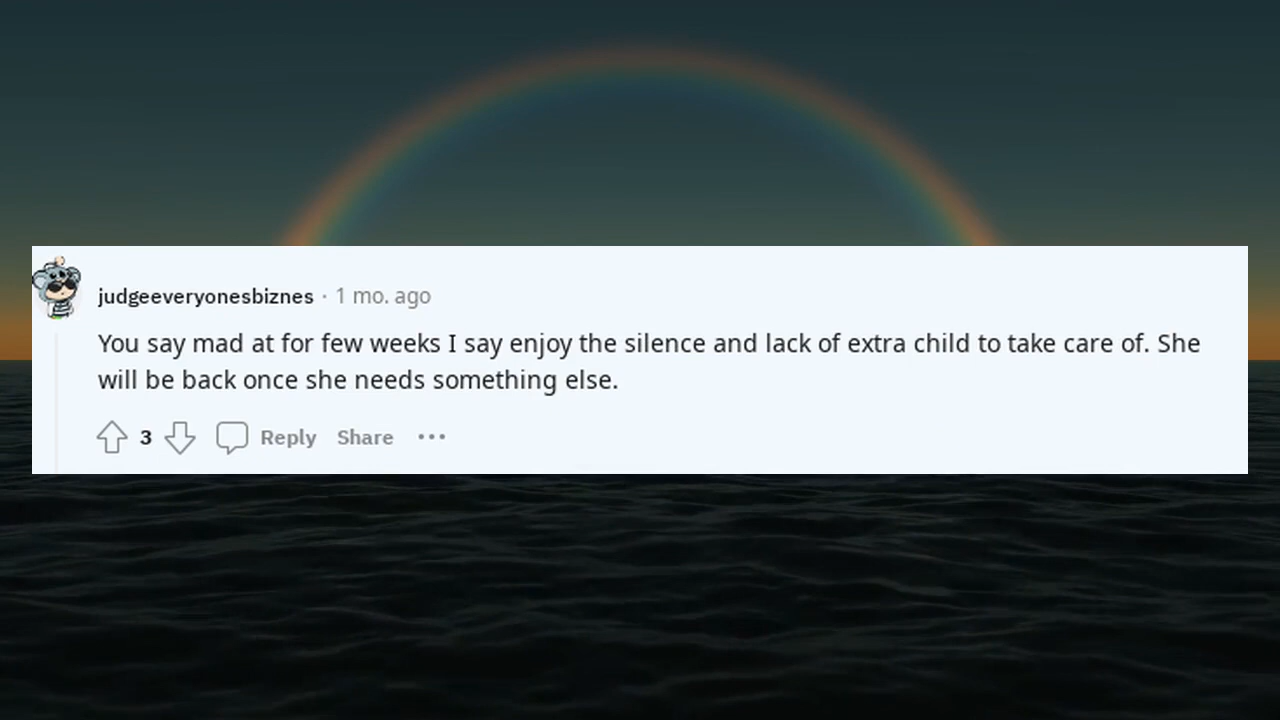 judgeeveryonesbiznes · 1 mo. ago
You say mad at for few weeks I say enjoy the silence and lack of extra child to take care of. She
will be back once she needs something else.
3 Reply Share ···